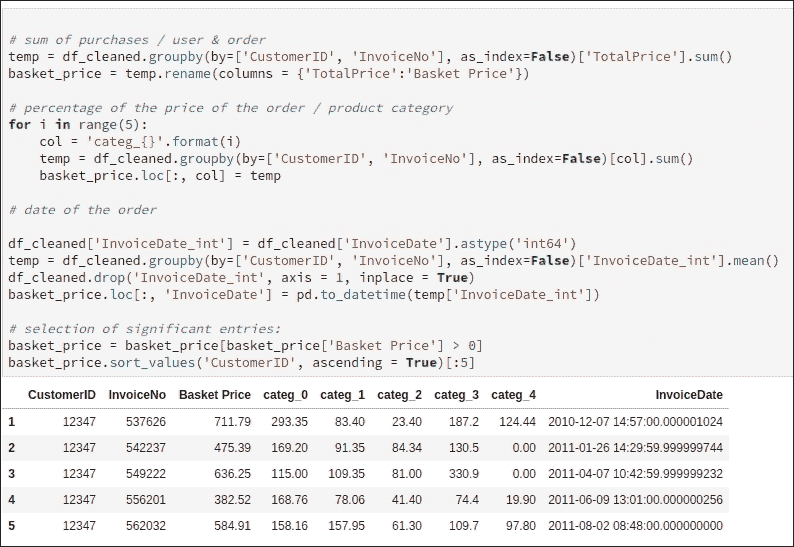 # sum of purchases / user & order
temp = df_cleaned.groupby(by=['CustomerID', 'InvoiceNo'], as_index=False)['TotalPrice'].sum()
basket_price = temp.rename(columns = {'TotalPrice':'Basket Price'})
# percentage of the price of the order / product category
for i in range(5):
    col = 'categ_{}'.format(i)
    temp = df_cleaned.groupby(by=['CustomerID', 'InvoiceNo'], as_index=False)[col].sum()
    basket_price.loc[:, col] = temp
# date of the order
df_cleaned['InvoiceDate_int'] = df_cleaned['InvoiceDate'].astype('int64')
temp = df_cleaned.groupby(by=['CustomerID', 'InvoiceNo'], as_index=False)['InvoiceDate_int'].mean()
df_cleaned.drop('InvoiceDate_int', axis = 1, inplace = True)
basket_price.loc[:, 'InvoiceDate'] = pd.to_datetime(temp['InvoiceDate_int'])
# selection of significant entries:
basket_price = basket_price[basket_price['Basket Price'] > 0]
basket_price.sort_values('CustomerID', ascending = True)[:5]
CustomerID InvoiceNo Basket Price categ_0 categ_1 categ_2 categ_3 categ_4 InvoiceDate
1 12347 537626 711.79 293.35 83.40 23.40 187.2 124.44 2010-12-07 14:57:00.000001024
2 12347 542237 475.39 169.20 91.35 84.34 130.5 0.00 2011-01-26 14:29:59.999999744
3 12347 549222 636.25 115.00 109.35 81.00 330.9 0.00 2011-04-07 10:42:59.999999232
4 12347 556201 382.52 168.76 78.06 41.40 74.4 19.90 2011-06-09 13:01:00.000000256
5 12347 562032 584.91 158.16 157.95 61.30 109.7 97.80 2011-08-02 08:48:00.000000000